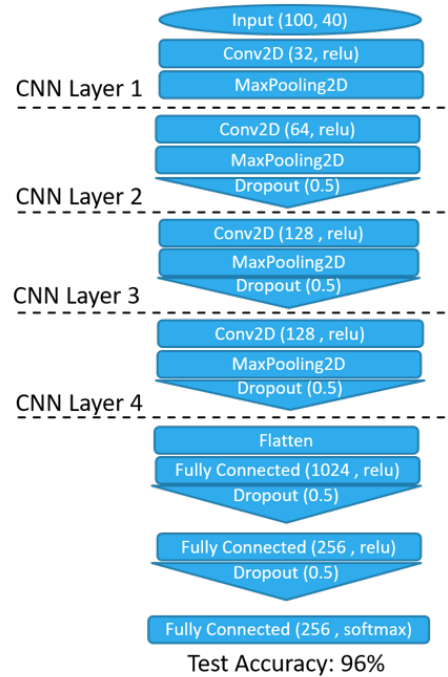 Input (100, 40)
Conv2D (32, relu)
MaxPooling2D
CNN Layer 1
Conv2D (64, relu)
MaxPooling2D
Dropout (0.5)
CNN Layer 2
Conv2D (128 , relu)
MaxPooling2D
Dropout (0.5)
CNN Layer 3
Conv2D (128 , relu)
MaxPooling2D
Dropout (0.5)
CNN Layer 4
Flatten
Fully Connected (1024 , relu)
Dropout (0.5)
Fully Connected (256 , relu)
Dropout (0.5)
Fully Connected (256 , softmax)
Test Accuracy: 96%